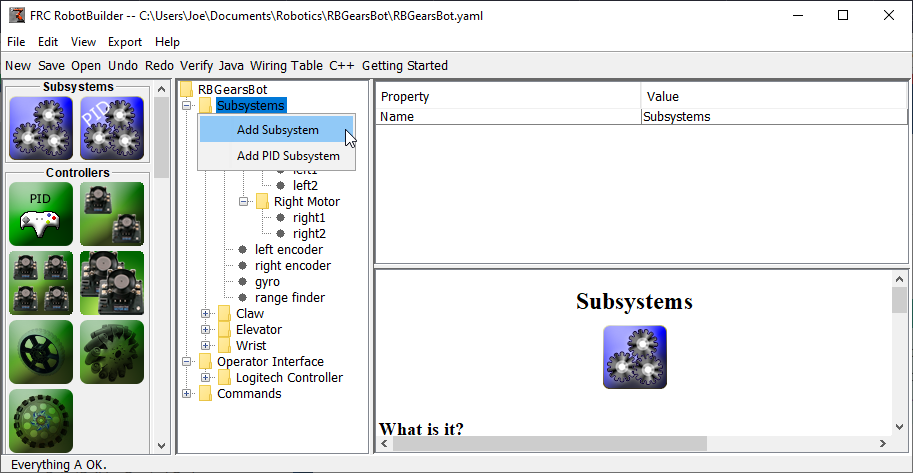 FRC RobotBuilder -- C:\Users\Joe\Documents\Robotics\RBGearsBot\RBGearsBot.yaml
File Edit View Export Help
New Save Open Undo Redo Verify Java Wiring Table C++ Getting Started
Subsystems
PID
Controllers
PID
RBGearsBot
Subsystems
Add Subsystem
Add PID Subsystem
left1
left2
Right Motor
right1
right2
left encoder
right encoder
gyro
range finder
Claw
Elevator
Wrist
Operator Interface
Logitech Controller
Commands
Property Value
Name Subsystems
Subsystems
What is it?
Everything A OK.